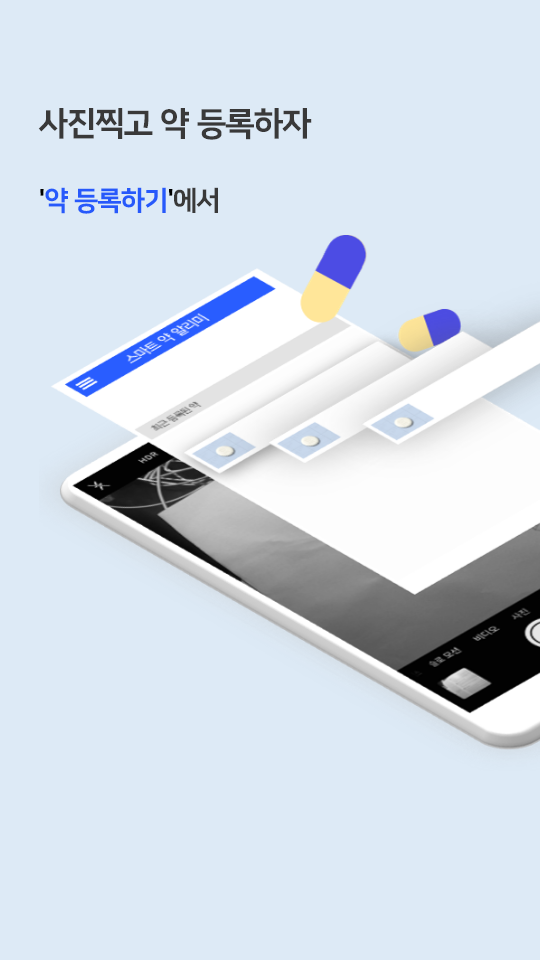 사진찍고 약 등록하자
'약 등록하기'에서
스마트 약 알리미
최근 등록된 약
HDR
슬로 모션 비디오 사진